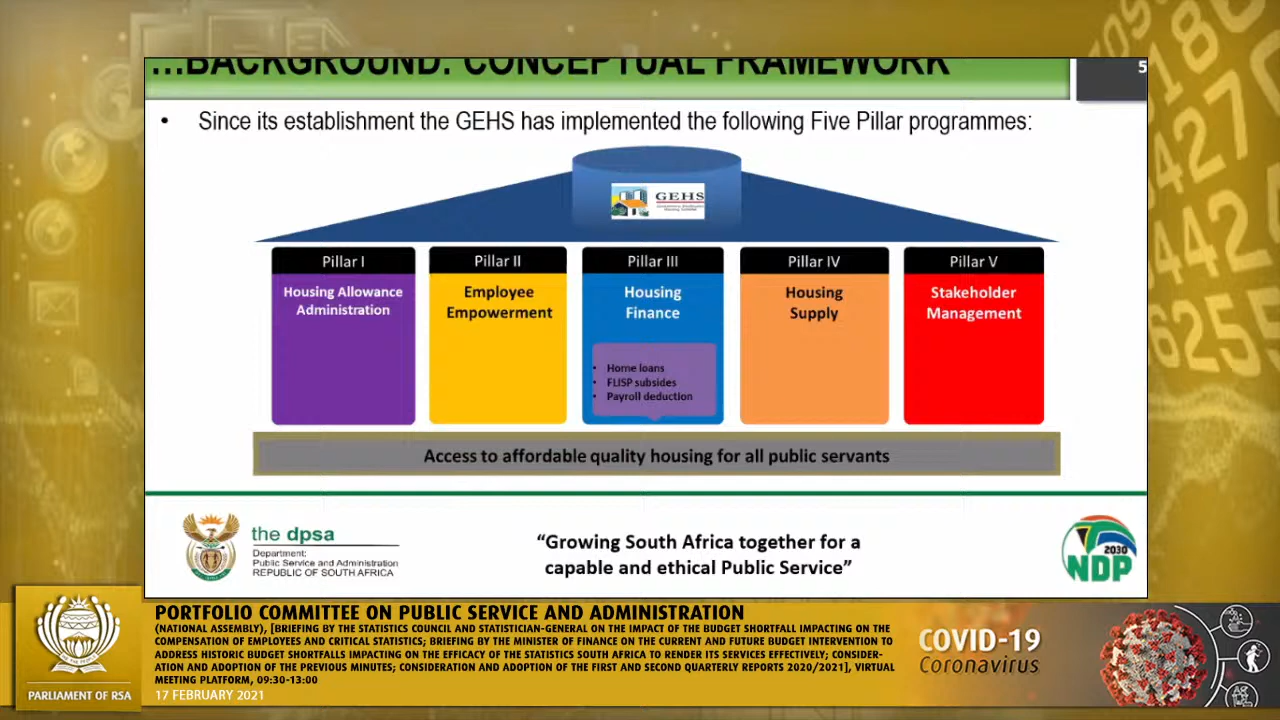 ...BACKGROUND: CONCEPTUAL FRAMEWORK
5
• Since its establishment the GEHS has implemented the following Five Pillar programmes:
GEHS
Pillar I
Housing Allowance
Administration
Pillar II
Employee
Empowerment
Pillar III
Housing
Finance
• Home loans
• FLISP subsides
• Payroll deduction
Pillar IV
Housing
Supply
Pillar V
Stakeholder
Management
Access to affordable quality housing for all public servants
the dpsa
Department:
Public Service and Administration
REPUBLIC OF SOUTH AFRICA
“Growing South Africa together for a
capable and ethical Public Service”
2030
NDP
PARLIAMENT OF RSA
PORTFOLIO COMMITTEE ON PUBLIC SERVICE AND ADMINISTRATION
(NATIONAL ASSEMBLY), [BRIEFING BY THE STATISTICS COUNCIL AND STATISTICIAN-GENERAL ON THE IMPACT OF THE BUDGET SHORTFALL IMPACTING ON THE
COMPENSATION OF EMPLOYEES AND CRITICAL STATISTICS; BRIEFING BY THE MINISTER OF FINANCE ON THE CURRENT AND FUTURE BUDGET INTERVENTION TO
ADDRESS HISTORIC BUDGET SHORTFALLS IMPACTING ON THE EFFICACY OF THE STATISTICS SOUTH AFRICA TO RENDER ITS SERVICES EFFECTIVELY; CONSIDER-
ATION AND ADOPTION OF THE PREVIOUS MINUTES; CONSIDERATION AND ADOPTION OF THE FIRST AND SECOND QUARTERLY REPORTS 2020/2021], VIRTUAL
MEETING PLATFORM, 09:30-13:00
17 FEBRUARY 2021
COVID-19
Coronavirus